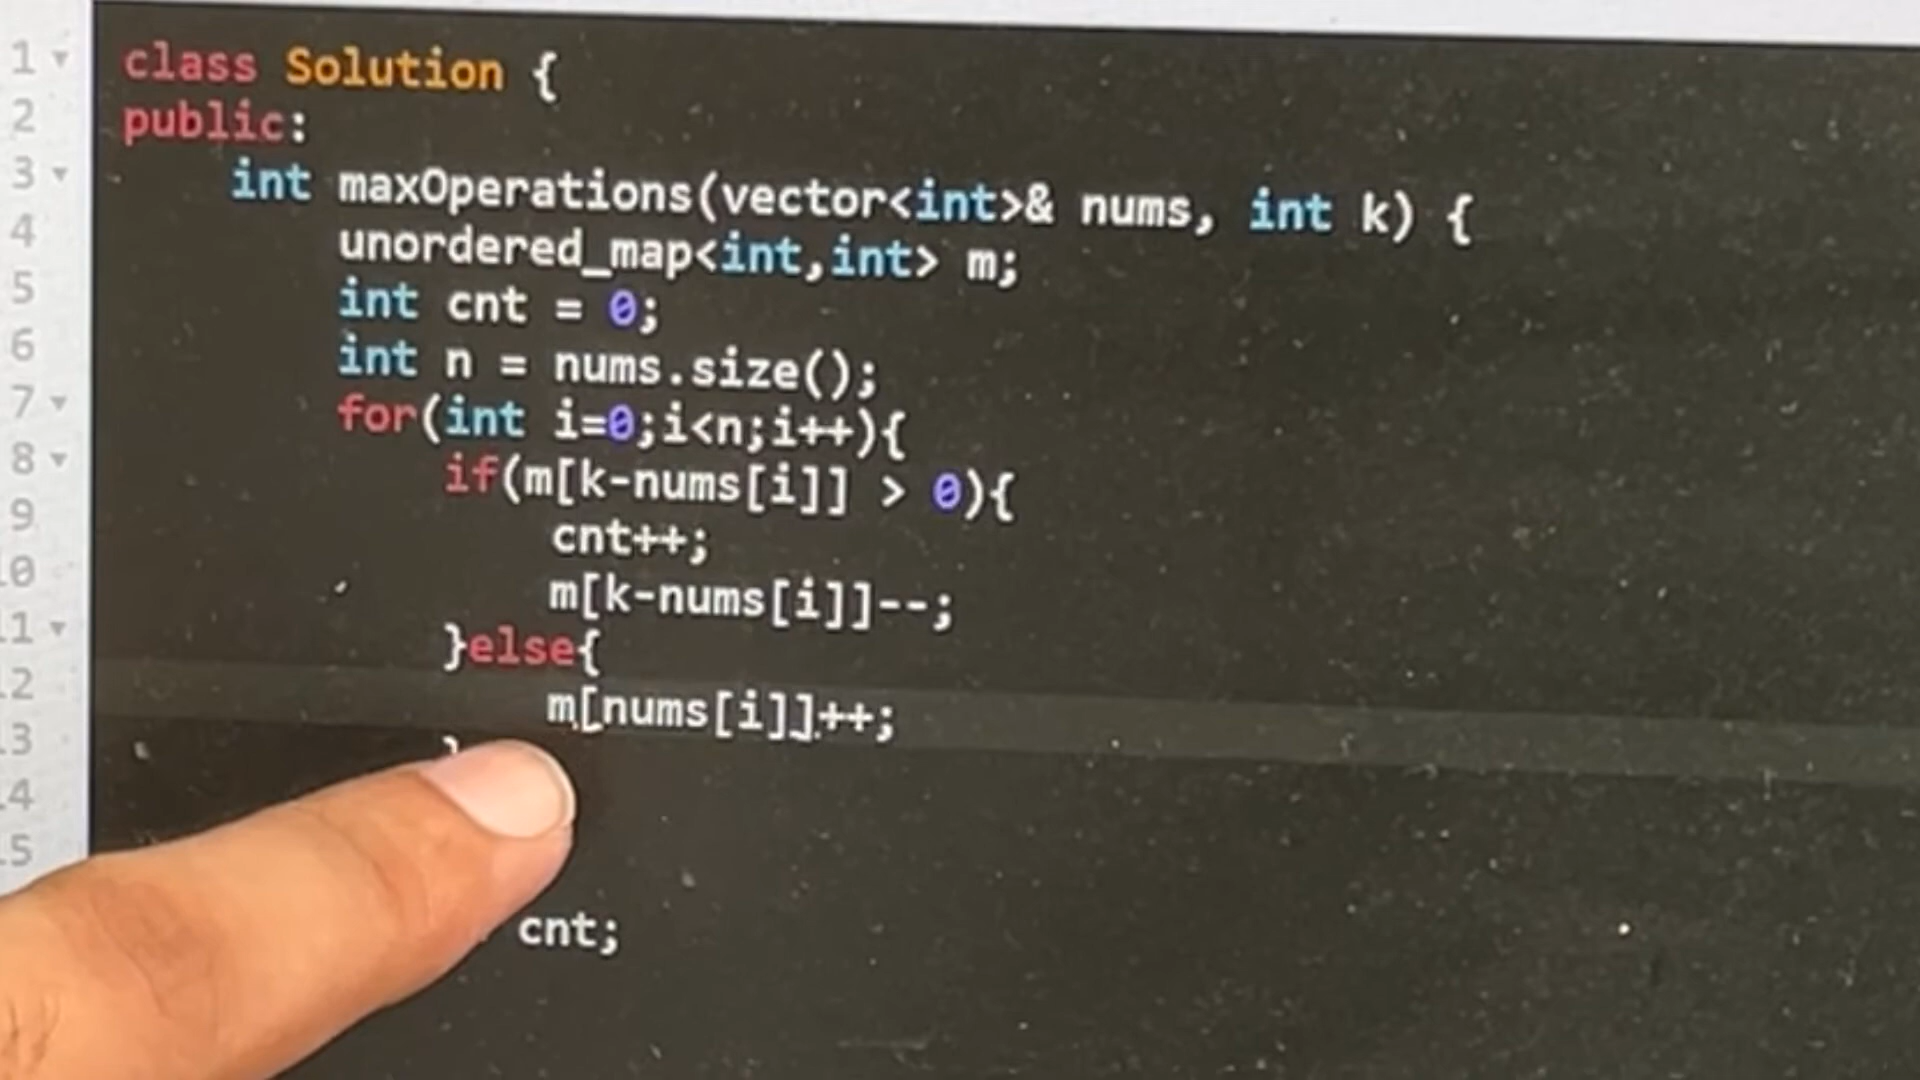 1 class Solution {
2 public:
3 int maxOperations(vector<int>& nums, int k) {
4 unordered_map<int,int> m;
5 int cnt = 0;
6 int n = nums.size();
7 for(int i=0;i<n;i++){
8 if(m[k-nums[i]] > 0){
9 cnt++;
10 m[k-nums[i]]--;
11 }else{
12 m[nums[i]]++;
13 }
14
15
cnt;